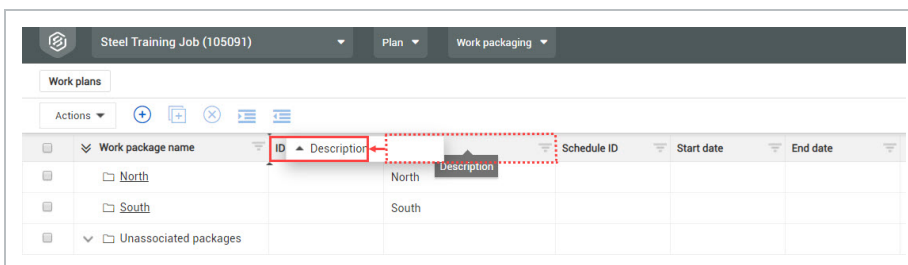 Steel Training Job (105091) Plan Work packaging
Work plans
Actions
Work package name ID Description Schedule ID Start date End date
Description
North North
South South
Unassociated packages